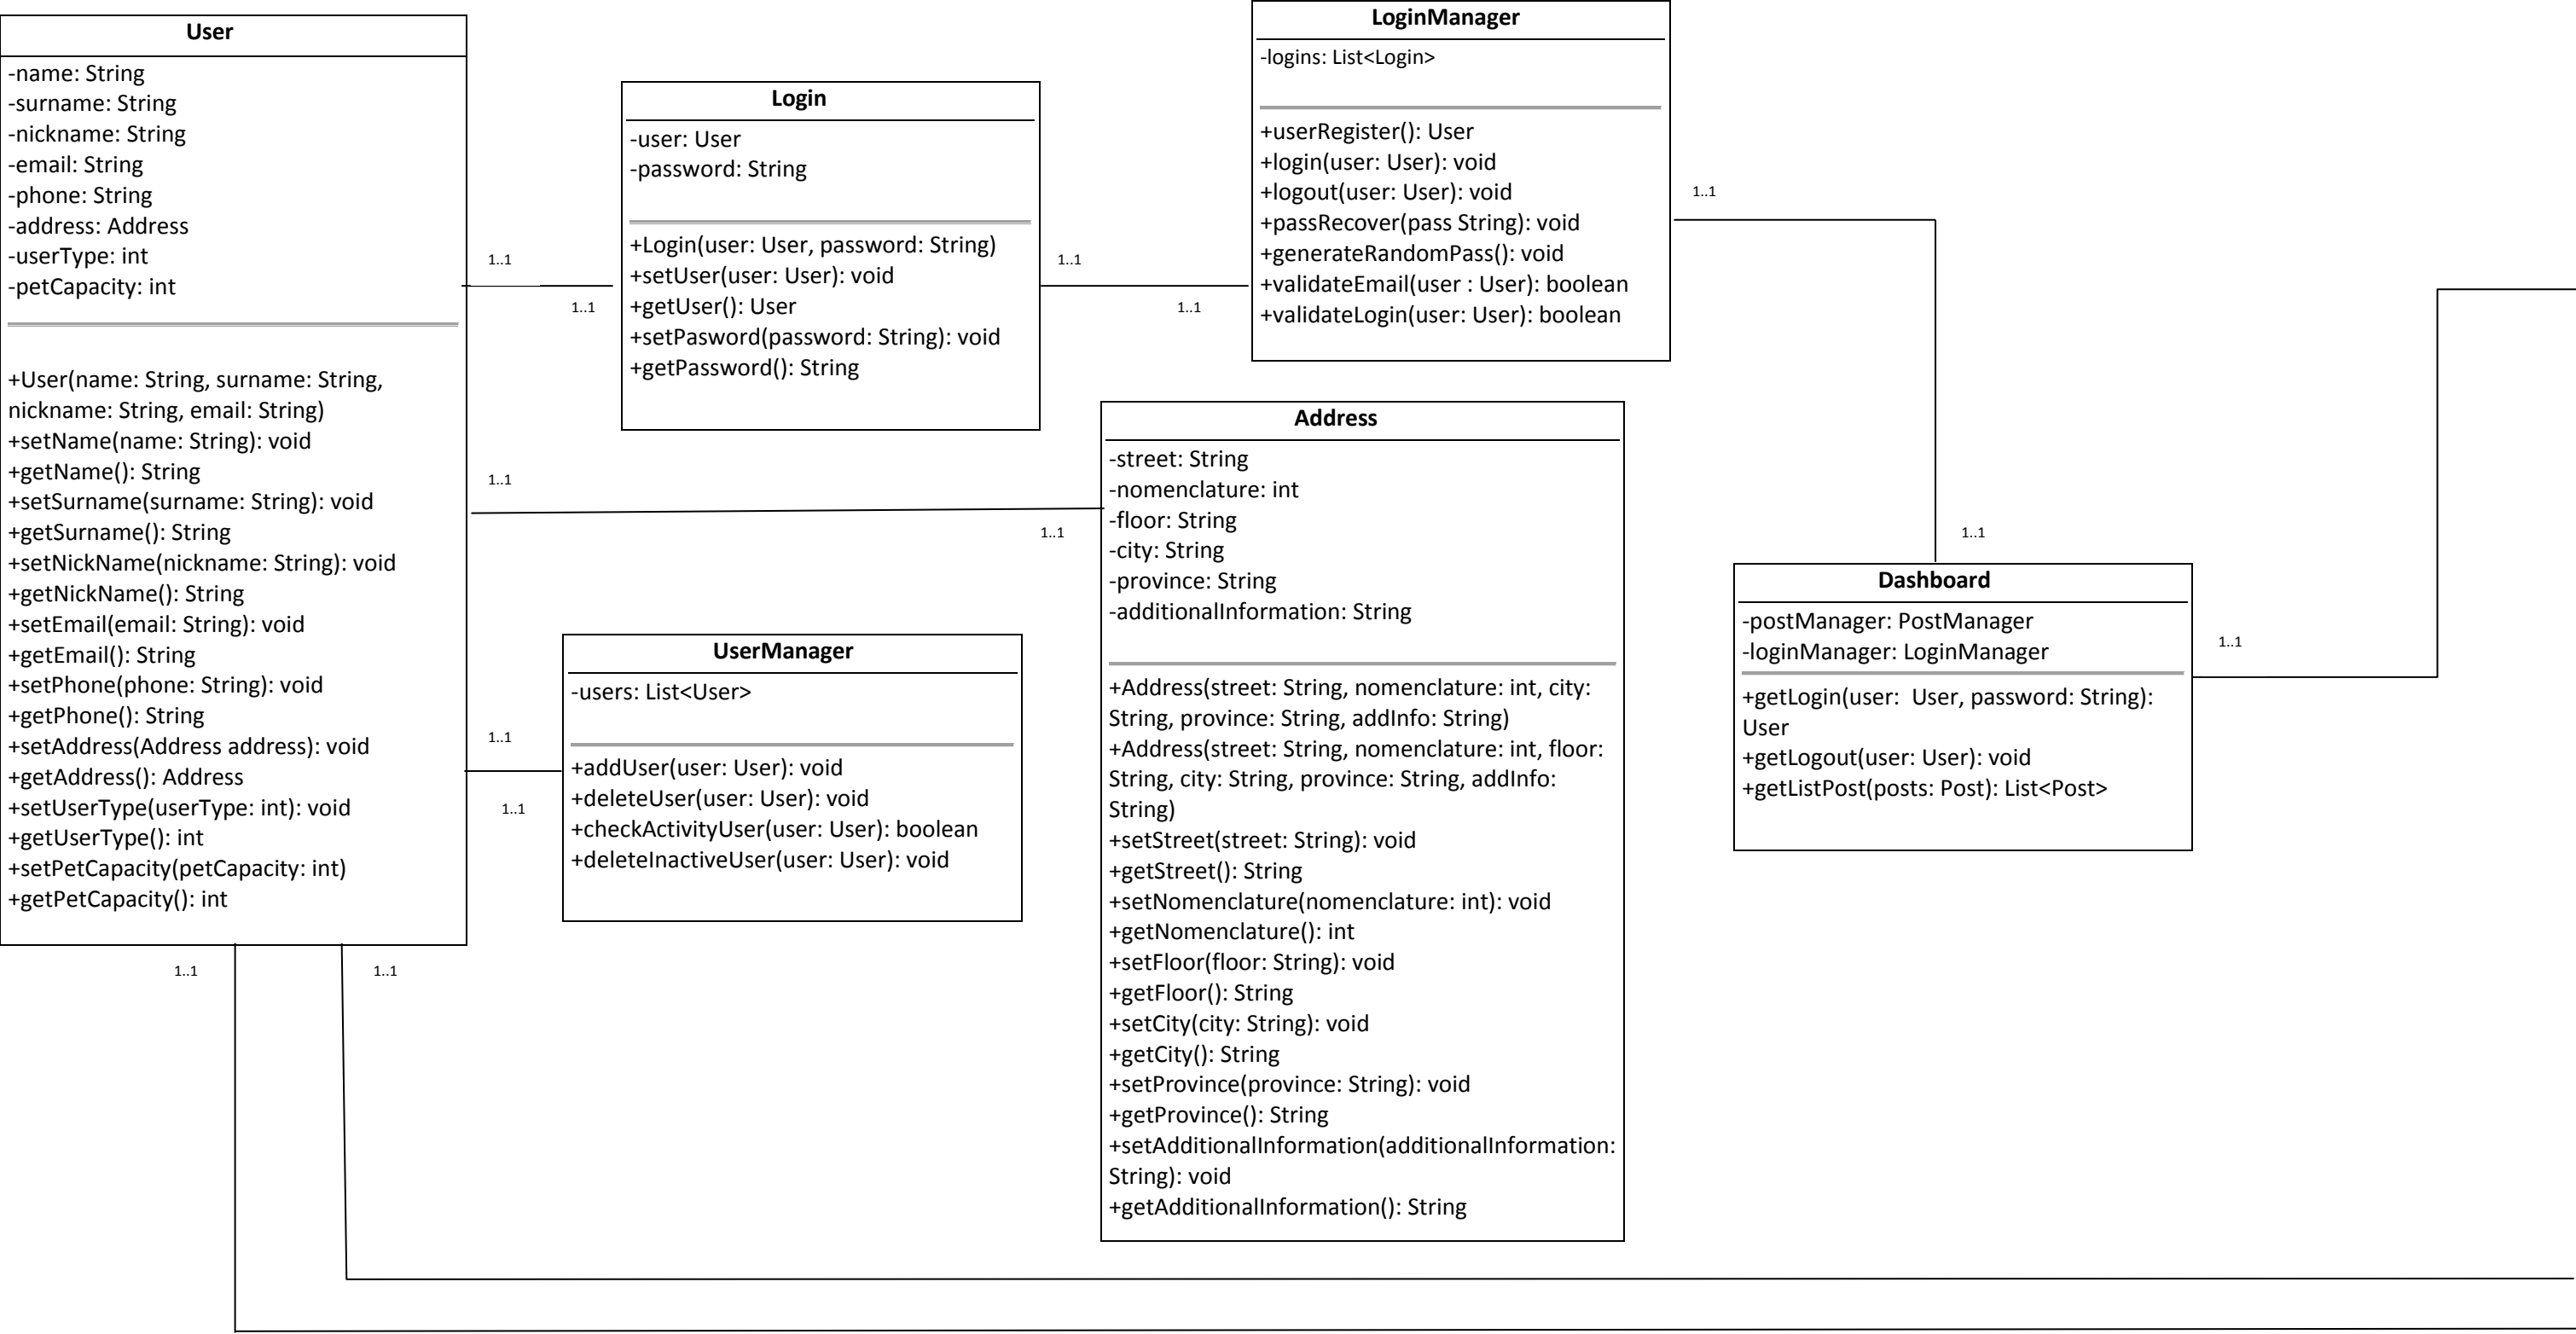 User
-name: String
-surname: String
-nickname: String
-email: String
-phone: String
-address: Address
-userType: int
-petCapacity: int
+User(name: String, surname: String,
nickname: String, email: String)
+setName(name: String): void
+getName(): String
+setSurname(surname: String): void
+getSurname(): String
+setNickName(nickname: String): void
+getNickName(): String
+setEmail(email: String): void
+getEmail(): String
+setPhone(phone: String): void
+getPhone(): String
+setAddress(Address address): void
+getAddress(): Address
+setUserType(userType: int): void
+getUserType(): int
+setPetCapacity(petCapacity: int)
+getPetCapacity(): int
1..1
1..1
1..1
1..1
Login
-user: User
-password: String
+Login(user: User, password: String)
+setUser(user: User): void
+getUser(): User
+setPasword(password: String): void
+getPassword(): String
1..1
1..1
LoginManager
-logins: List<Login>
+userRegister(): User
+login(user: User): void
+logout(user: User): void
+passRecover(pass String): void
+generateRandomPass(): void
+validateEmail(user : User): boolean
+validateLogin(user: User): boolean
1..1
1..1
1..1
1..1
Address
-street: String
-nomenclature: int
-floor: String
-city: String
-province: String
-additionalInformation: String
+Address(street: String, nomenclature: int, city:
String, province: String, addInfo: String)
+Address(street: String, nomenclature: int, floor:
String, city: String, province: String, addInfo:
String)
+setStreet(street: String): void
+getStreet(): String
+setNomenclature(nomenclature: int): void
+getNomenclature(): int
+setFloor(floor: String): void
+getFloor(): String
+setCity(city: String): void
+getCity(): String
+setProvince(province: String): void
+getProvince(): String
+setAdditionalInformation(additionalInformation:
String): void
+getAdditionalInformation(): String
1..1
1..1
UserManager
-users: List<User>
+addUser(user: User): void
+deleteUser(user: User): void
+checkActivityUser(user: User): boolean
+deleteInactiveUser(user: User): void
Dashboard
-postManager: PostManager
-loginManager: LoginManager
+getLogin(user:  User, password: String):
User
+getLogout(user: User): void
+getListPost(posts: Post): List<Post>
1..1